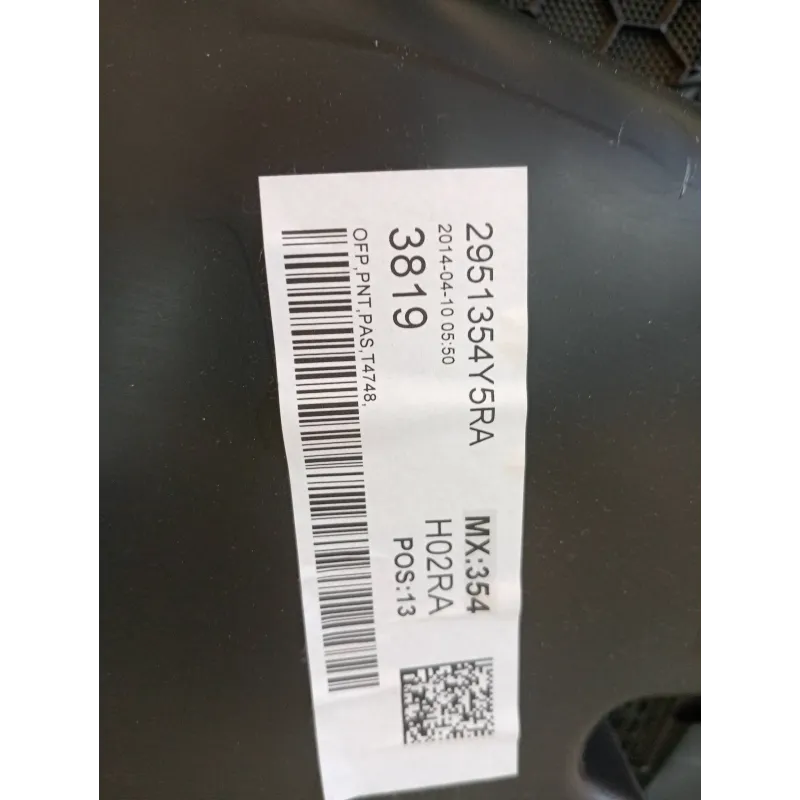 2951354Y5RA
2014-04-10 05:50
3819
OFP,PNT,PAS,T4748,
MX:354
H02RA
POS:13